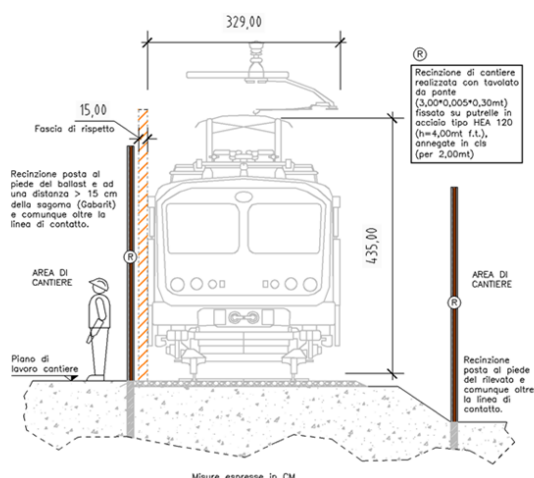 329,00
R
Recinzione di cantiere
realizzata con tavolato
da ponte
(3,00*0,005*0,30mt)
fissato su putrelle in
acciaio tipo HEA 120
(h=4,00mt f.t.),
annegate in cls
(per 2,00mt)
15,00
Fascia di rispetto
Recinzione posta al
piede del ballast e ad
una distanza > 15 cm
della sagoma (Gabarit)
e comunque oltre la
linea di contatto.
435,00
R
AREA DI
CANTIERE
AREA DI
CANTIERE
R
Piano di
lavoro cantiere
Recinzione
posta al piede
del rilevato e
comunque oltre
la linea di
contatto.
Misure espresse in CM